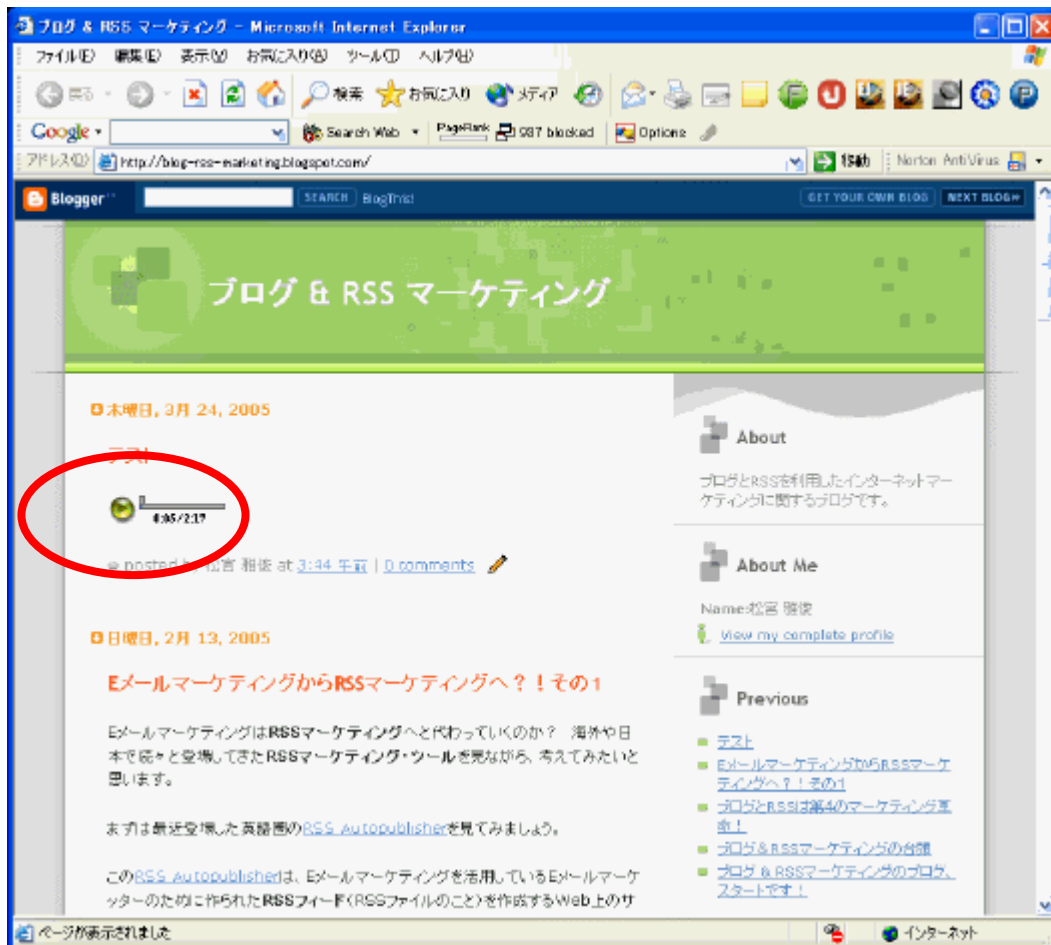 ブログ & RSS マーケティング - Microsoft Internet Explorer
ファイル(F) 編集(E) 表示(V) お気に入り(A) ツール(T) ヘルプ(H)
戻る 検索 お気に入り メディア
Google Search Web PageRank 987 blocked Options
アドレス(D) http://blog-rss-marketing.blogspot.com/ 移動 Norton AntiVirus
Blogger SEARCH BlogThis! GET YOUR OWN BLOG NEXT BLOG»
ブログ & RSS マーケティング
木曜日, 3月 24, 2005
テスト
0:05/2:17
posted by 松宮 雅俊 at 3:44 午前 | 0 comments
日曜日, 2月 13, 2005
EメールマーケティングからRSSマーケティングへ?!その1
EメールマーケティングはRSSマーケティングへと代わっていくのか? 海外や日
本で続々と登場してきたRSSマーケティング・ツールを見ながら、考えてみたいと
思います。
まずは最近登場した英語圏のRSS Autopublisherを見てみましょう。
このRSS Autopublisherは、Eメールマーケティングを活用しているEメールマーケ
ッターのために作られたRSSフィード(RSSファイルのこと)を作成するWeb上のサ
About
ブログとRSSを利用したインターネットマー
ケティングに関するブログです。
About Me
Name:松宮 雅俊
View my complete profile
Previous
テスト
EメールマーケティングからRSSマーケ
ティングへ?!その1
ブログとRSSは第4のマーケティング革
命!
ブログ&RSSマーケティングの台頭
ブログ & RSSマーケティングのブログ、
スタートです!
ページが表示されました
インターネット